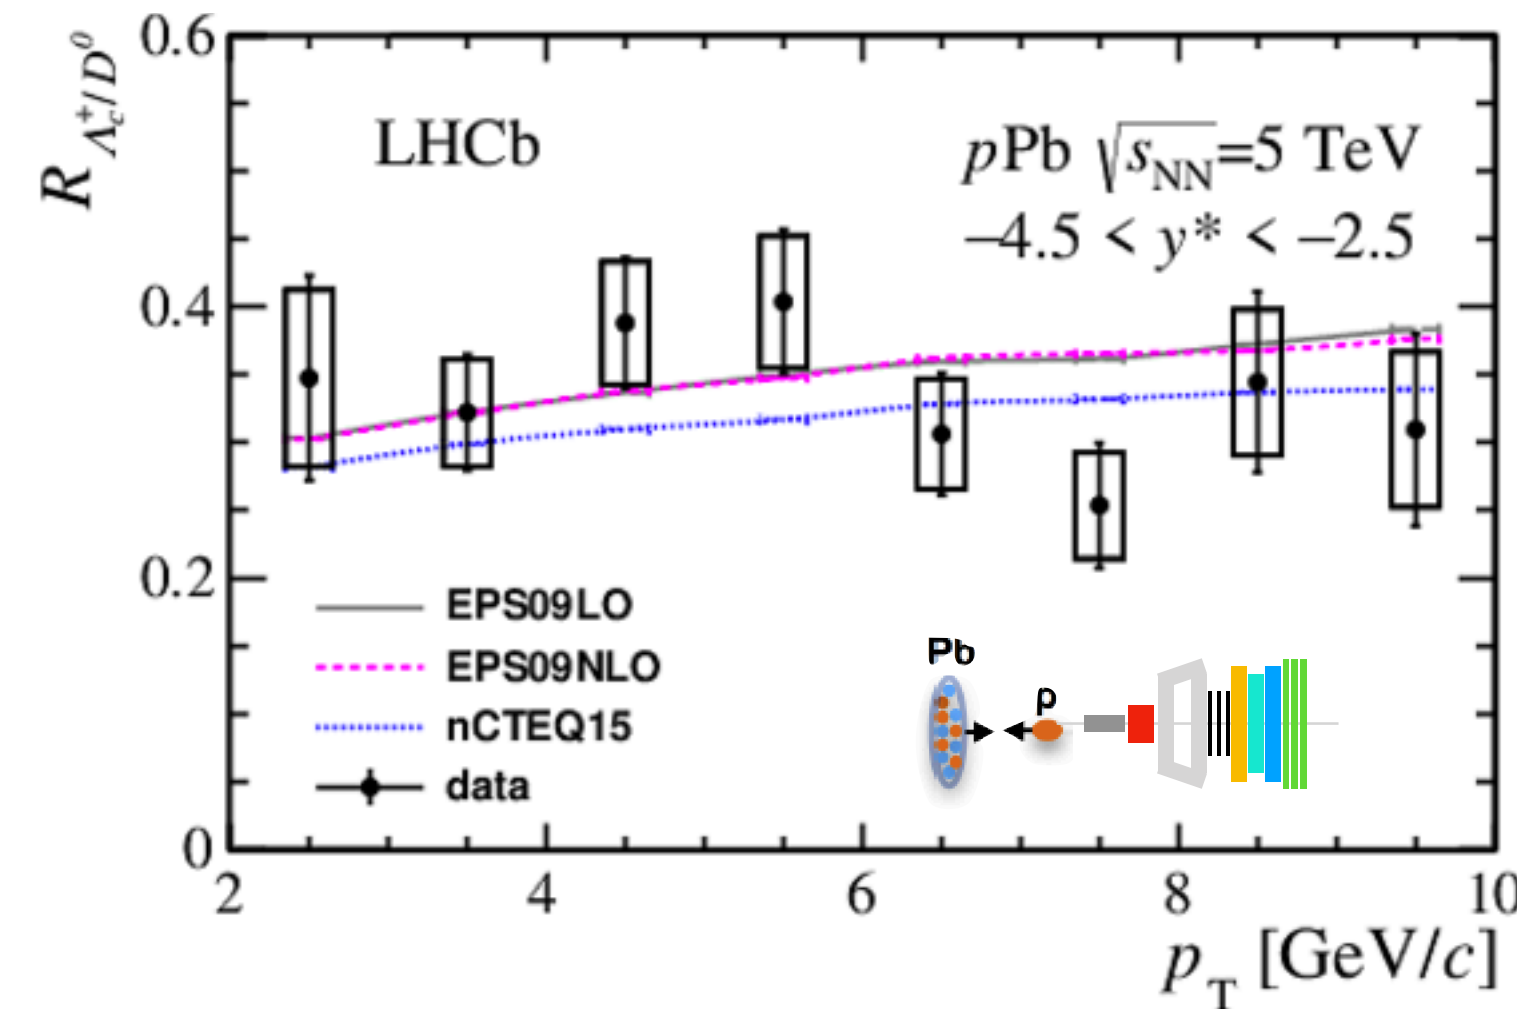 0.6
R Λc+/D0
LHCb
pPb √sNN=5 TeV
−4.5 < y* < −2.5
0.4
0.2
EPS09LO
EPS09NLO
nCTEQ15
data
Pb
p
0
2 4 6 8 10
pT [GeV/c]